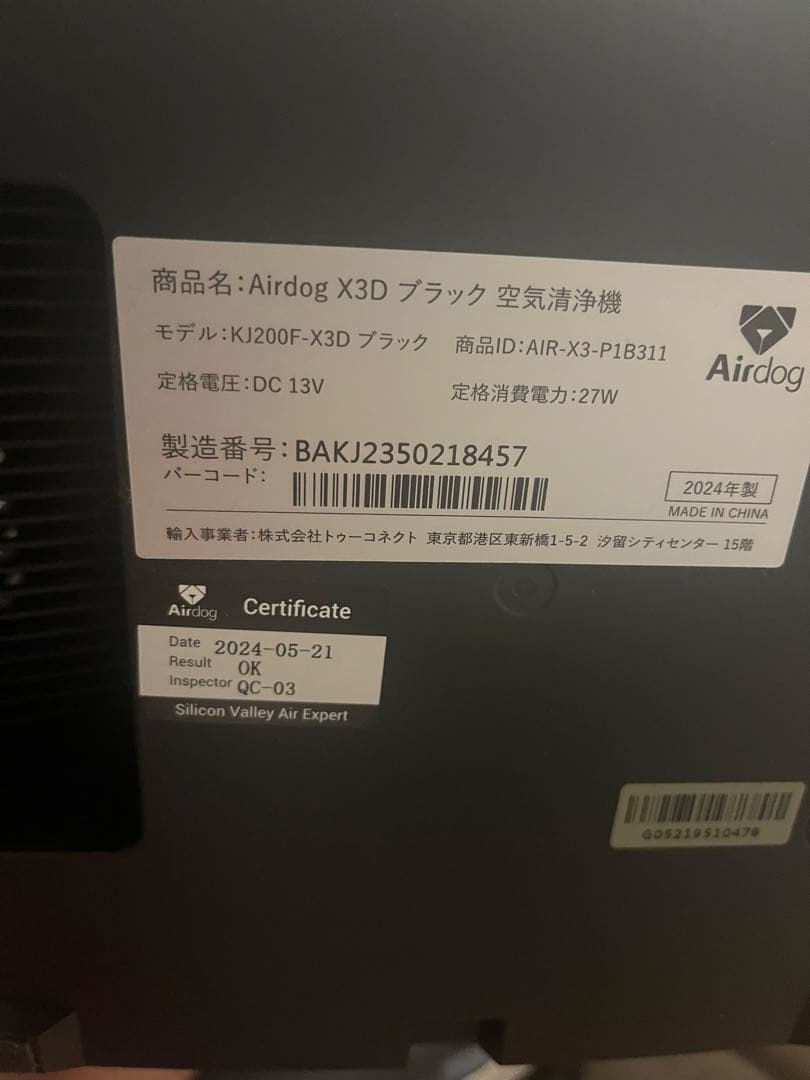 商品名:Airdog X3D ブラック 空気清浄機
モデル:KJ200F-X3D ブラック 商品ID:AIR-X3-P1B311
Airdog
定格電圧:DC 13V 定格消費電力:27W
製造番号:BAKJ2350218457
バーコード:
2024年製
MADE IN CHINA
輸入事業者:株式会社トゥーコネクト 東京都港区東新橋1-5-2 汐留シティセンター 15階
Airdog Certificate
Date 2024-05-21
Result OK
Inspector QC-03
Silicon Valley Air Expert
G05219510479